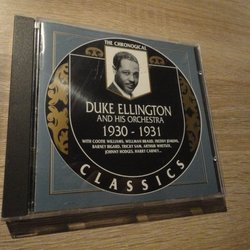 THE CHRONOLOGICAL
DUKE ELLINGTON
AND HIS ORCHESTRA
1930 - 1931
WITH COOTIE WILLIAMS, WELLMAN BRAUD, FREDDY JENKINS,
BARNEY BIGARD, TRICKY SAM, ARTHUR WHETSOL,
JOHNNY HODGES, HARRY CARNEY...
CLASSICS